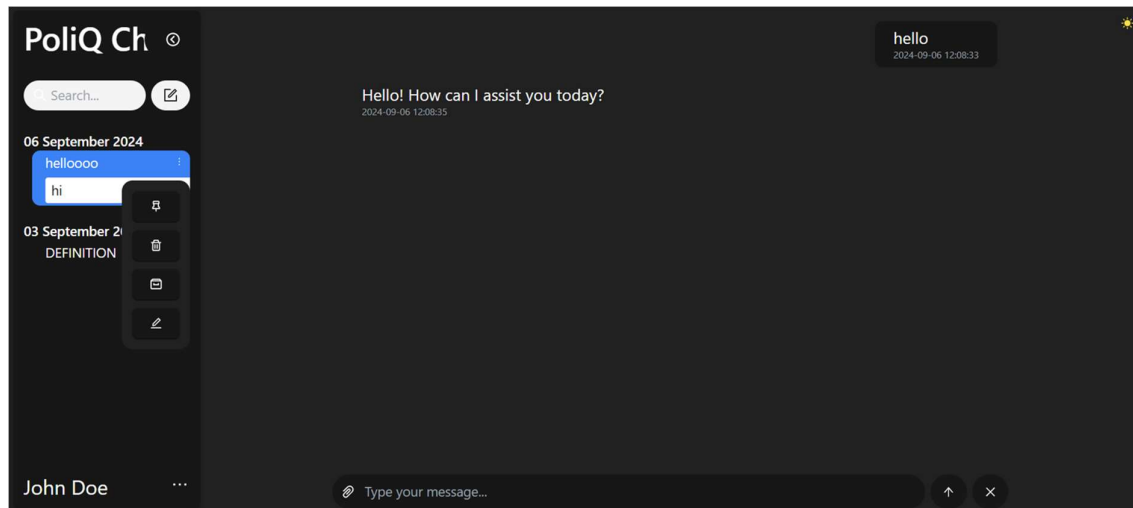 PoliQ Ch
Search...
06 September 2024
helloooo
hi
03 September
DEFINITION
John Doe
hello
2024-09-06 12:08:33
Hello! How can I assist you today?
2024-09-06 12:08:35
Type your message...